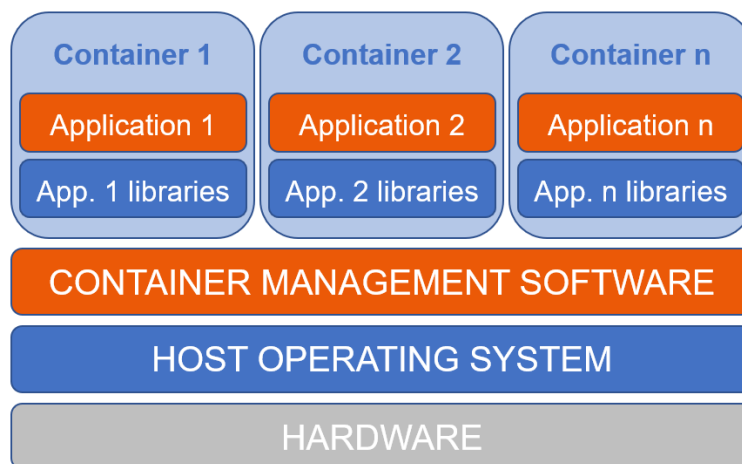 Container 1
Container 2
Container n
Application 1
Application 2
Application n
App. 1 libraries
App. 2 libraries
App. n libraries
CONTAINER MANAGEMENT SOFTWARE
HOST OPERATING SYSTEM
HARDWARE